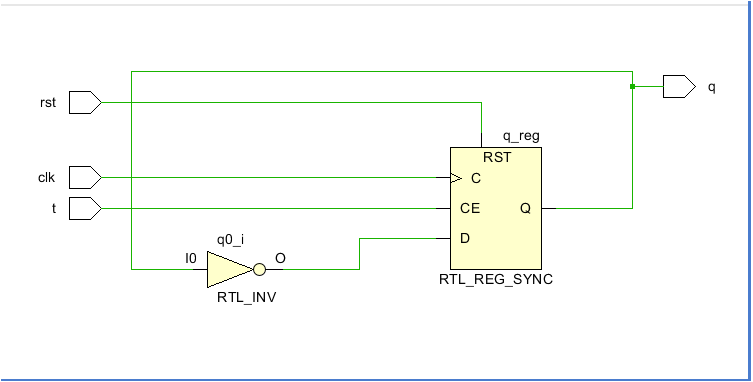 q_reg
rst
RST
q
clk
C
t
CE
Q
D
q0_i
I0
O
RTL_REG_SYNC
RTL_INV